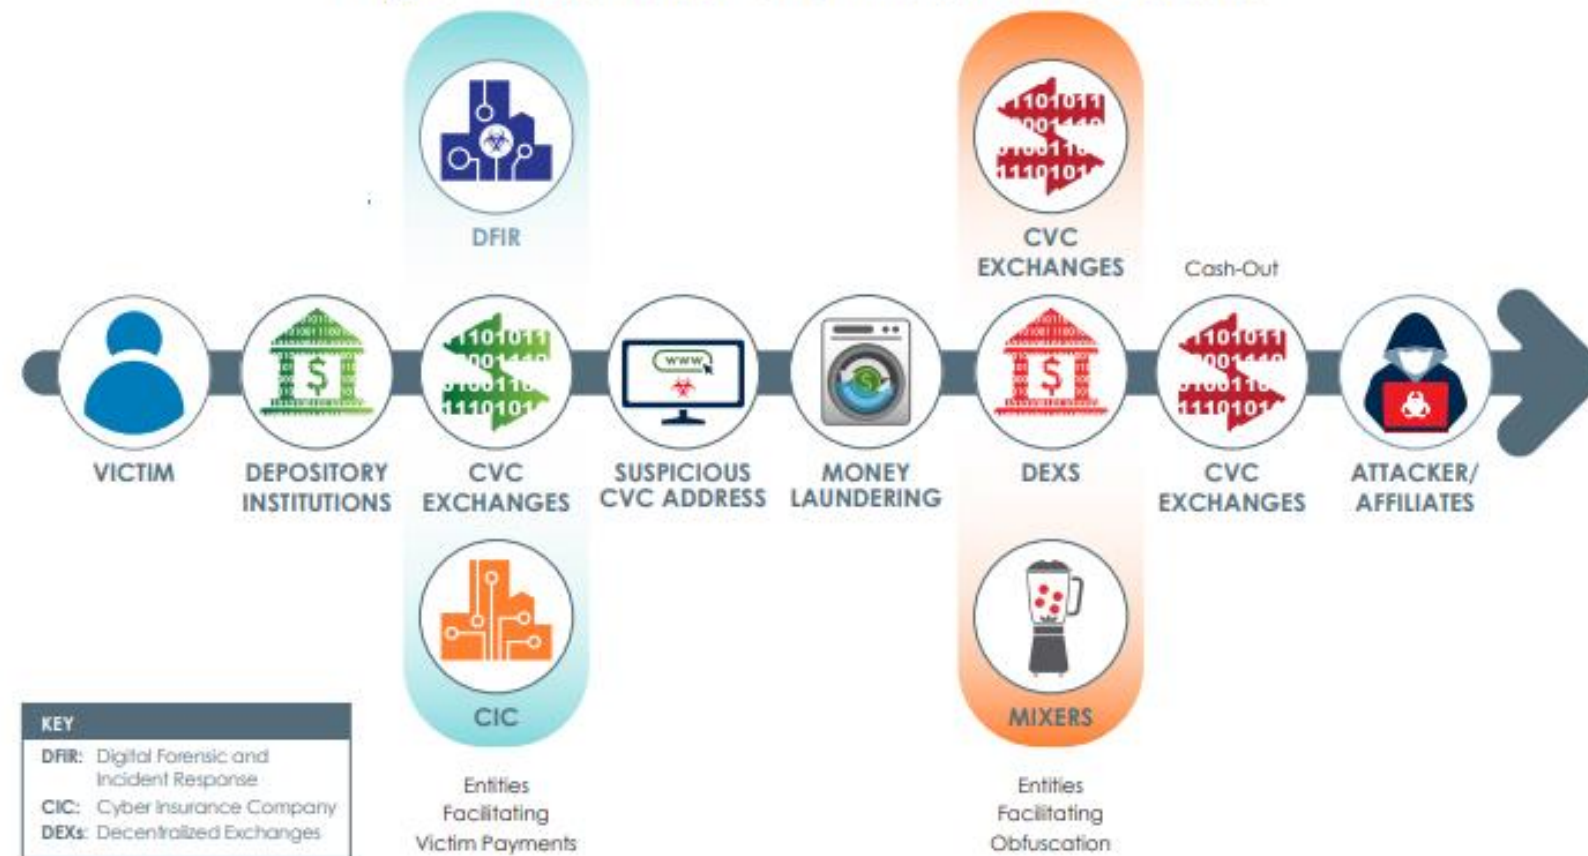 DFIR
CVC
EXCHANGES
Cash-Out
VICTIM
DEPOSITORY
INSTITUTIONS
CVC
EXCHANGES
www
SUSPICIOUS
CVC ADDRESS
MONEY
LAUNDERING
DEXS
CVC
EXCHANGES
ATTACKER/
AFFILIATES
CIC
MIXERS
Entities
Facilitating
Victim Payments
Entities
Facilitating
Obfuscation
KEY
DFIR: Digital Forensic and
Incident Response
CIC: Cyber Insurance Company
DEXs: Decentralized Exchanges